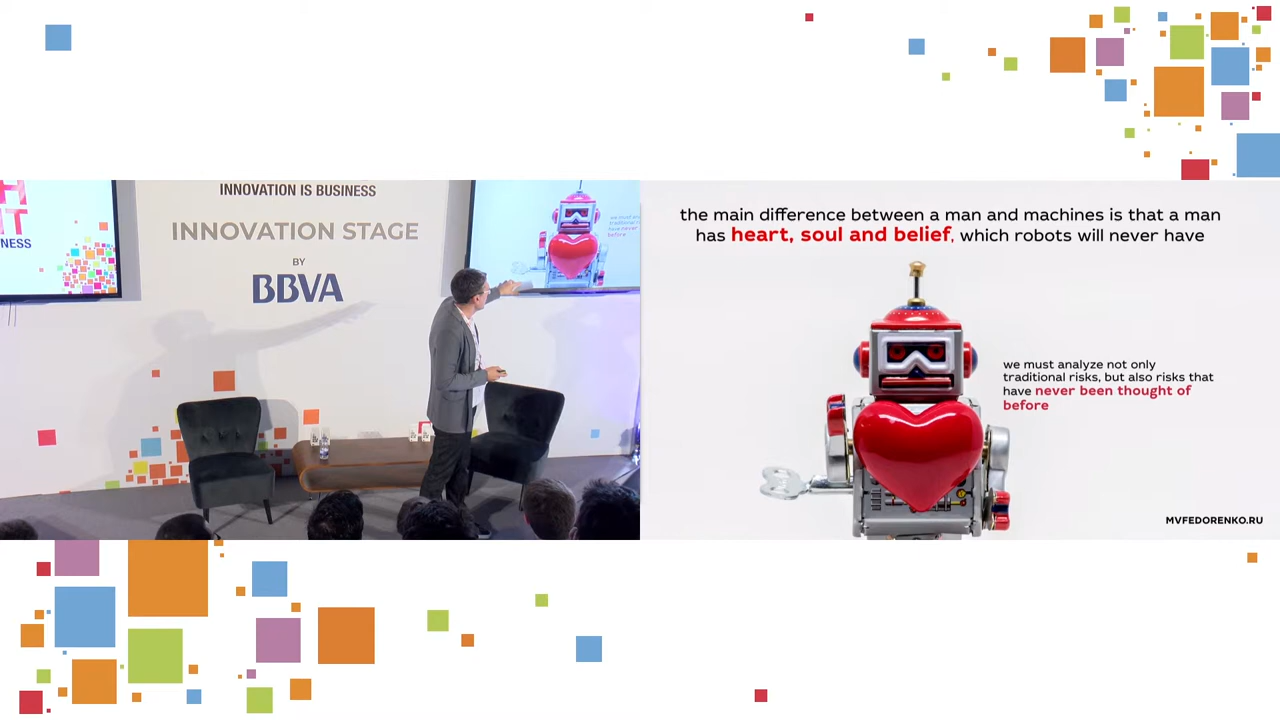 INNOVATION IS BUSINESS
INNOVATION STAGE
BY
BBVA
the main difference between a man and machines is that a man
has heart, soul and belief, which robots will never have
we must analyze not only
traditional risks, but also risks that
have never been thought of
before
MVFEDORENKO.RU